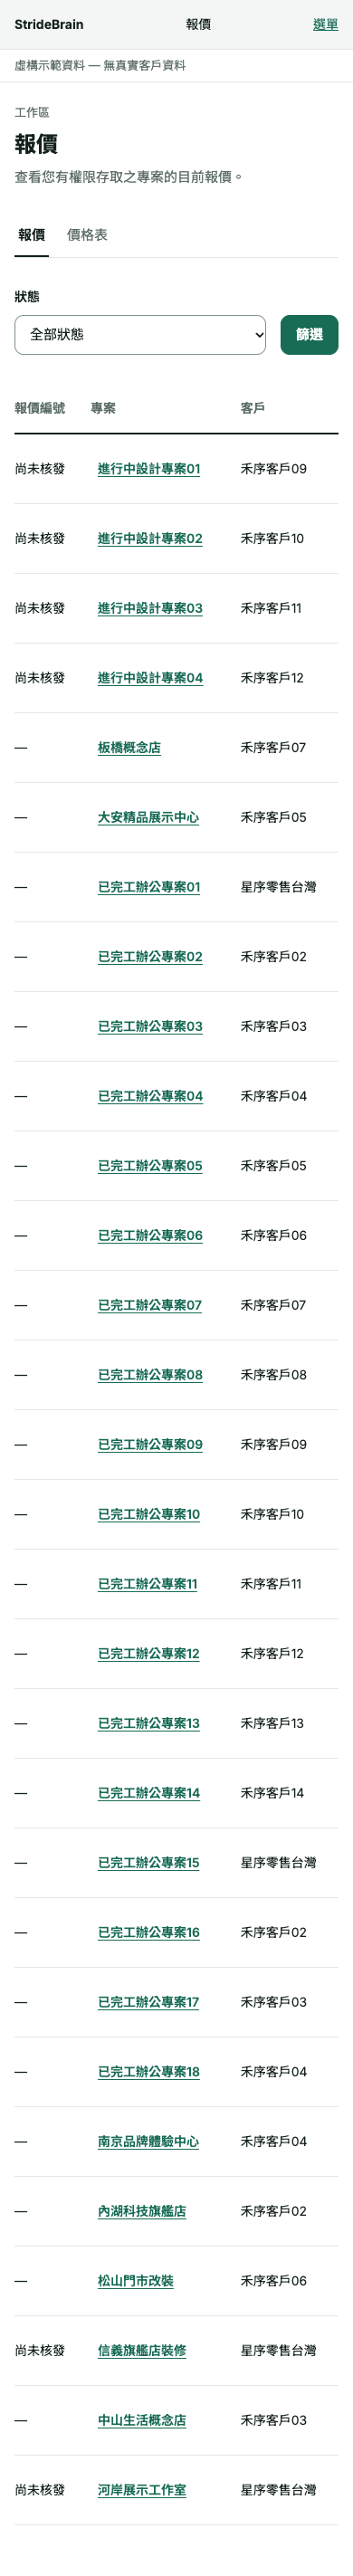 StrideBrain 報價 選單
虛構示範資料 — 無真實客戶資料
工作區
報價
查看您有權限存取之專案的目前報價。
報價 價格表
狀態
全部狀態 篩選
報價編號 專案 客戶
尚未核發 進行中設計專案01 禾序客戶09
尚未核發 進行中設計專案02 禾序客戶10
尚未核發 進行中設計專案03 禾序客戶11
尚未核發 進行中設計專案04 禾序客戶12
— 板橋概念店 禾序客戶07
— 大安精品展示中心 禾序客戶05
— 已完工辦公專案01 星序零售台灣
— 已完工辦公專案02 禾序客戶02
— 已完工辦公專案03 禾序客戶03
— 已完工辦公專案04 禾序客戶04
— 已完工辦公專案05 禾序客戶05
— 已完工辦公專案06 禾序客戶06
— 已完工辦公專案07 禾序客戶07
— 已完工辦公專案08 禾序客戶08
— 已完工辦公專案09 禾序客戶09
— 已完工辦公專案10 禾序客戶10
— 已完工辦公專案11 禾序客戶11
— 已完工辦公專案12 禾序客戶12
— 已完工辦公專案13 禾序客戶13
— 已完工辦公專案14 禾序客戶14
— 已完工辦公專案15 星序零售台灣
— 已完工辦公專案16 禾序客戶02
— 已完工辦公專案17 禾序客戶03
— 已完工辦公專案18 禾序客戶04
— 南京品牌體驗中心 禾序客戶04
— 內湖科技旗艦店 禾序客戶02
— 松山門市改裝 禾序客戶06
尚未核發 信義旗艦店裝修 星序零售台灣
— 中山生活概念店 禾序客戶03
尚未核發 河岸展示工作室 星序零售台灣